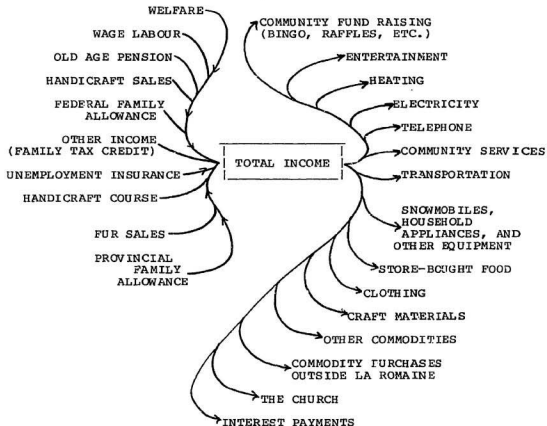 WELFARE
WAGE LABOUR
OLD AGE PENSION
HANDICRAFT SALES
FEDERAL FAMILY
ALLOWANCE
OTHER INCOME
(FAMILY TAX CREDIT)
UNEMPLOYMENT INSURANCE
HANDICRAFT COURSE
FUR SALES
PROVINCIAL
FAMILY
ALLOWANCE
TOTAL INCOME
COMMUNITY FUND RAISING
(BINGO, RAFFLES, ETC.)
ENTERTAINMENT
HEATING
ELECTRICITY
TELEPHONE
COMMUNITY SERVICES
TRANSPORTATION
SNOWMOBILES,
HOUSEHOLD
APPLIANCES, AND
OTHER EQUIPMENT
STORE-BOUGHT FOOD
CLOTHING
CRAFT MATERIALS
OTHER COMMODITIES
COMMODITY PURCHASES
OUTSIDE LA ROMAINE
THE CHURCH
INTEREST PAYMENTS